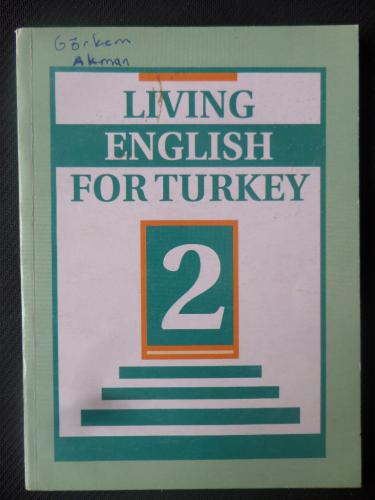 Görkem
Akman
LIVING
ENGLISH
FOR TURKEY
2